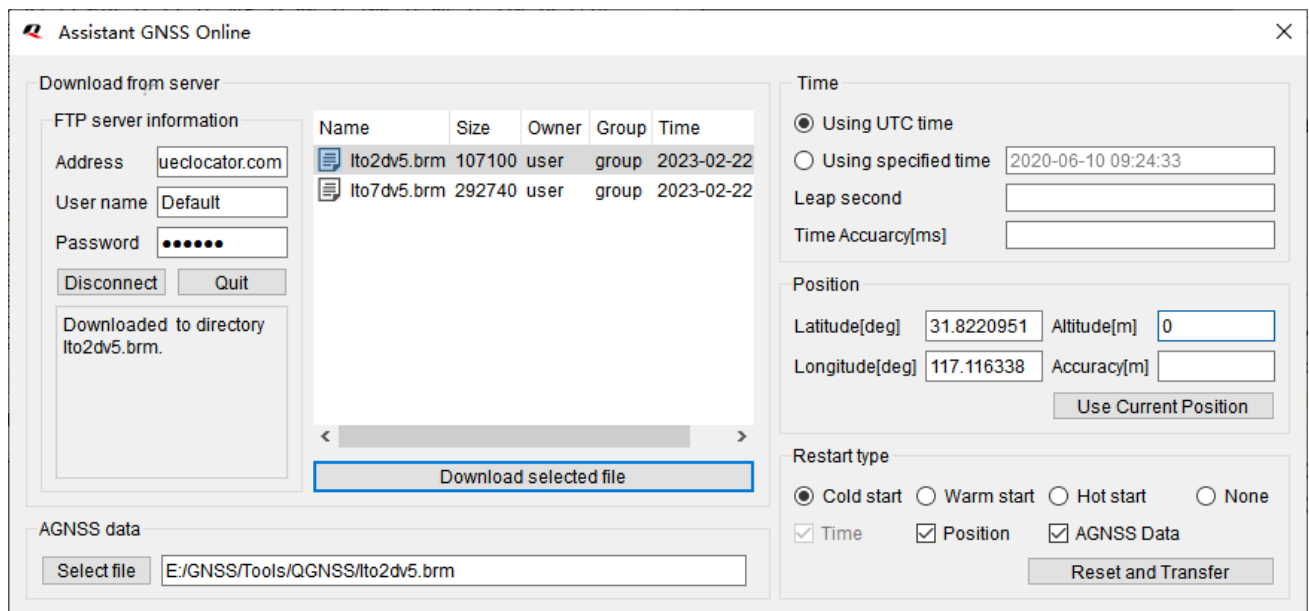 Assistant GNSS Online
Download from server
FTP server information
Address ueclocator.com
User name Default
Password ●●●●●●
Disconnect Quit
Downloaded to directory
lto2dv5.brm.
Name Size Owner Group Time
lto2dv5.brm 107100 user group 2023-02-22
lto7dv5.brm 292740 user group 2023-02-22
Download selected file
AGNSS data
Select file E:/GNSS/Tools/QGNSS/lto2dv5.brm
Time
Using UTC time
Using specified time 2020-06-10 09:24:33
Leap second
Time Accuarcy[ms]
Position
Latitude[deg] 31.8220951 Altitude[m] 0
Longitude[deg] 117.116338 Accuracy[m]
Use Current Position
Restart type
Cold start Warm start Hot start None
Time Position AGNSS Data
Reset and Transfer